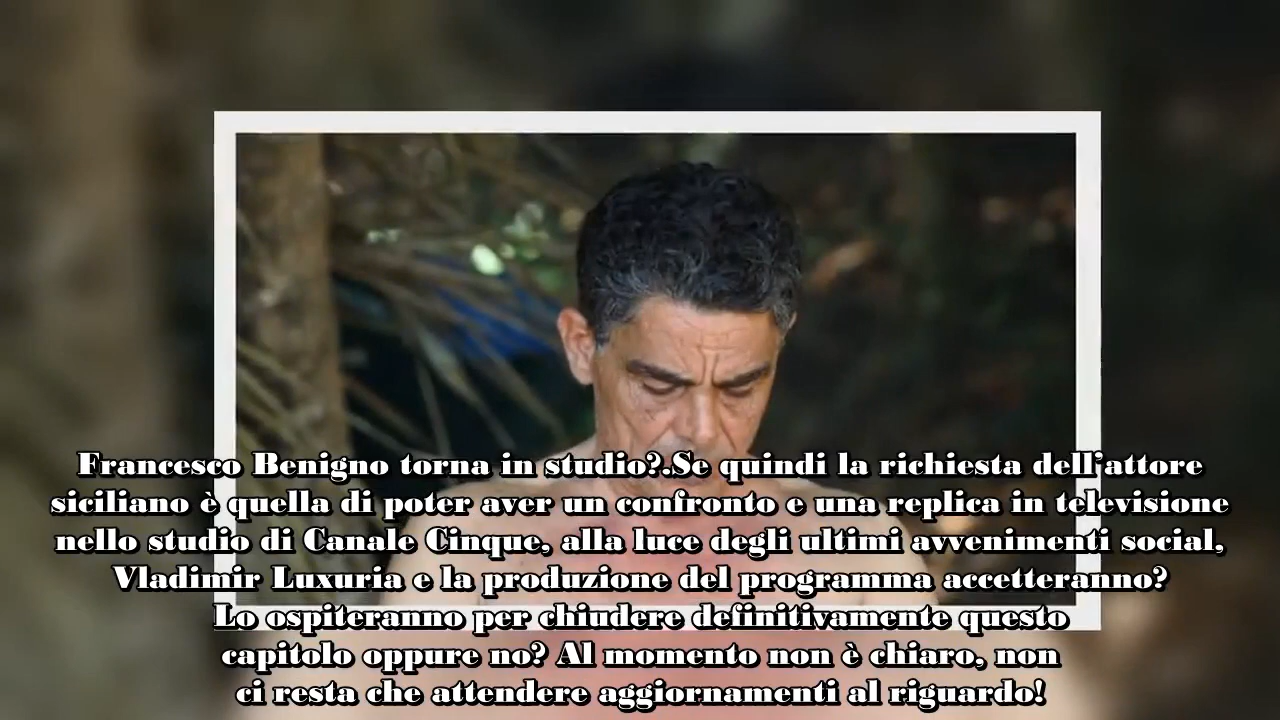 Francesco Benigno torna in studio?.Se quindi la richiesta dell'attore
siciliano è quella di poter aver un confronto e una replica in televisione
nello studio di Canale Cinque, alla luce degli ultimi avvenimenti social,
Vladimir Luxuria e la produzione del programma accetteranno?
Lo ospiteranno per chiudere definitivamente questo
capitolo oppure no? Al momento non è chiaro, non
ci resta che attendere aggiornamenti al riguardo!